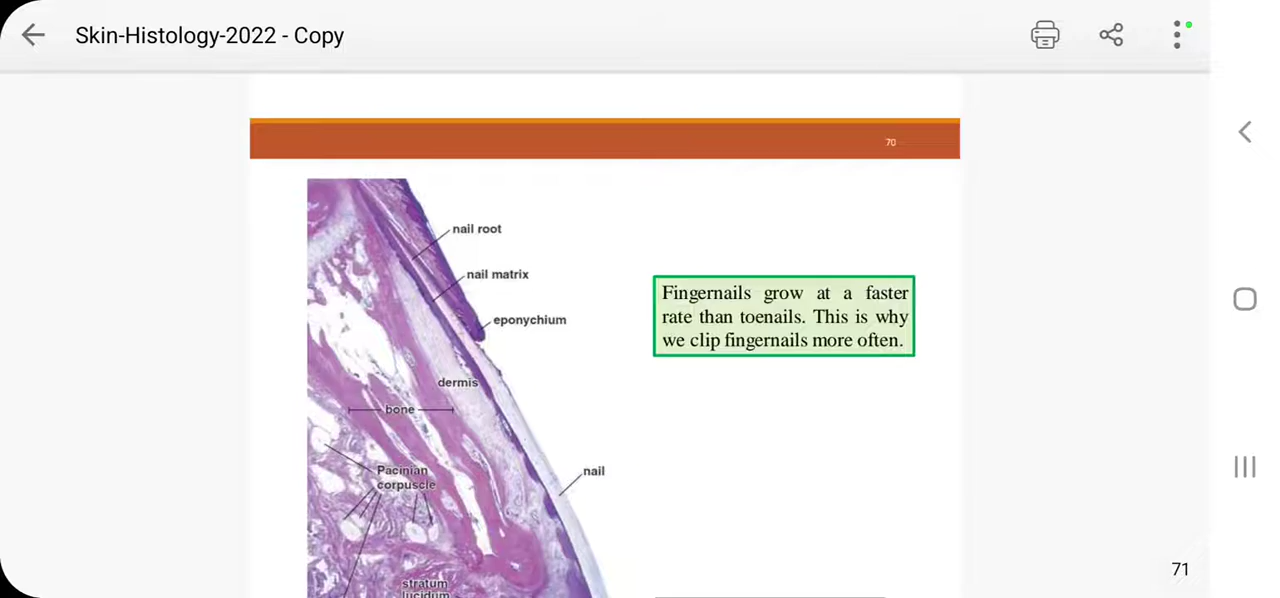 Skin-Histology-2022 - Copy
70
nail root
nail matrix
eponychium
Fingernails grow at a faster
rate than toenails. This is why
we clip fingernails more often.
dermis
bone
Pacinian
corpuscle
nail
stratum
lucidum
71